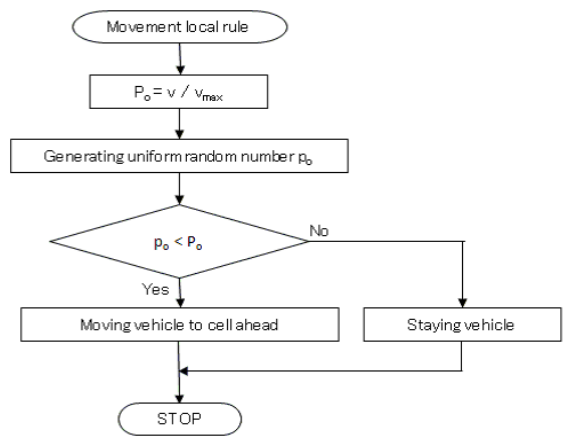 Movement local rule
Pₒ = v / vₘₐₓ
Generating uniform random number pₒ
pₒ < Pₒ
No
Yes
Moving vehicle to cell ahead
Staying vehicle
STOP